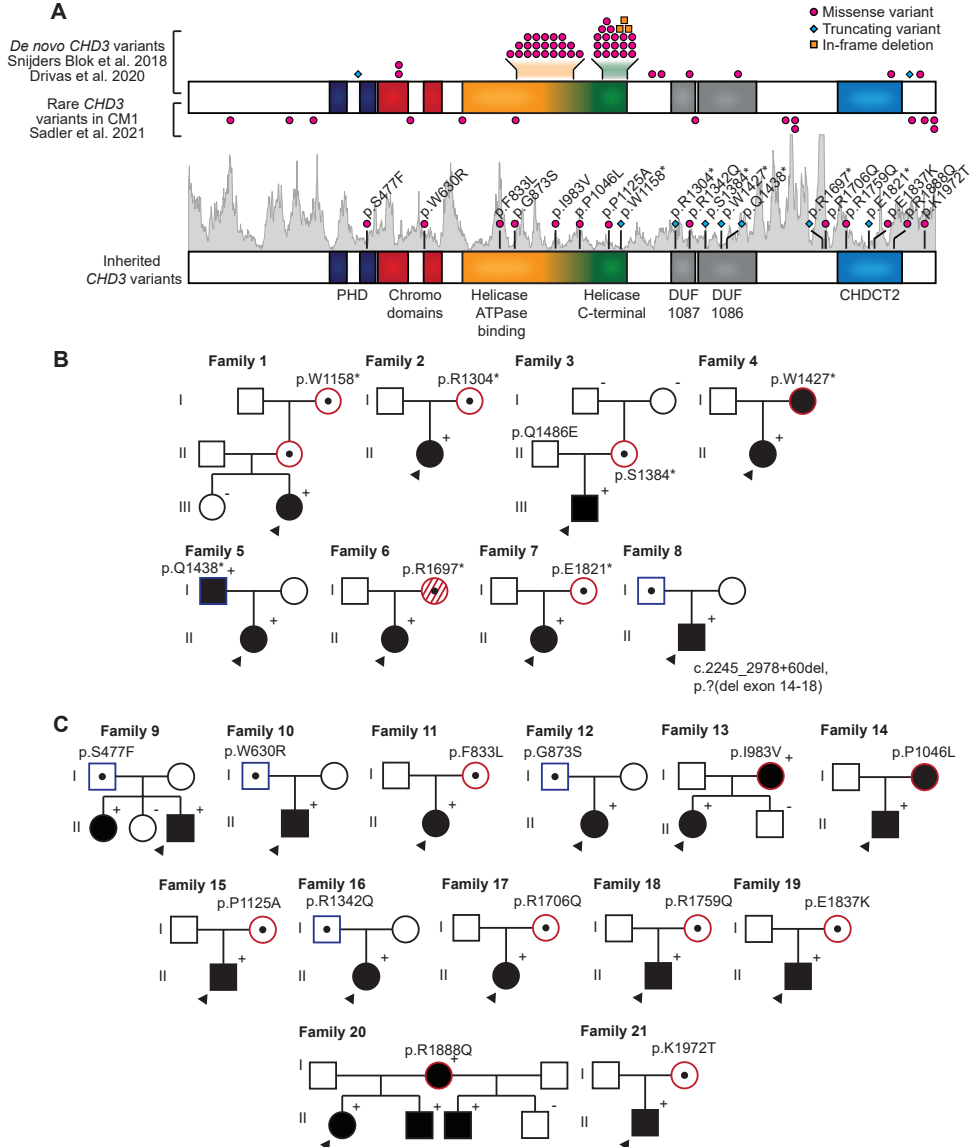 A
De novo CHD3 variants
Snijders Blok et al. 2018
Drivas et al. 2020
Missense variant
Truncating variant
In-frame deletion
Rare CHD3
variants in CM1
Sadler et al. 2021
p.S477F
p.W630R
p.F833L
p.G873S
p.I983V
p.P1046L
p.P1125A
p.W1158*
p.R1304*
p.R1342Q
p.S1384*
p.W1427*
p.Q1438*
p.R1697*
p.R1706Q
p.R1759Q
p.E1821*
p.E1837K
p.R1888Q
p.K1972T
Inherited
CHD3 variants
PHD
Chromo
domains
Helicase
ATPase
binding
Helicase
C-terminal
DUF
1087
DUF
1086
CHDCT2
B
Family 1
Family 2
Family 3
Family 4
p.W1158*
p.R1304*
p.W1427*
I
I
I
I
- -
p.Q1486E
II
II
II
II
+
+
p.S1384*
III
III
- +
+
Family 5
Family 6
Family 7
Family 8
p.Q1438* +
p.R1697*
p.E1821*
I
I
I
I
II
II
II
II
+
+
+
+
c.2245_2978+60del,
p.?(del exon 14-18)
C
Family 9
Family 10
Family 11
Family 12
Family 13
Family 14
p.S477F
p.W630R
p.F833L
p.G873S
p.I983V +
p.P1046L
I
I
I
I
I
I
II
II
II
II
II
II
+ - +
+
+
+
+ -
+
Family 15
Family 16
Family 17
Family 18
Family 19
p.P1125A
p.R1342Q
p.R1706Q
p.R1759Q
p.E1837K
I
I
I
I
I
II
II
II
II
II
+
+
+
+
+
Family 20
Family 21
p.R1888Q
+
p.K1972T
I
I
II
II
+ + + -
+